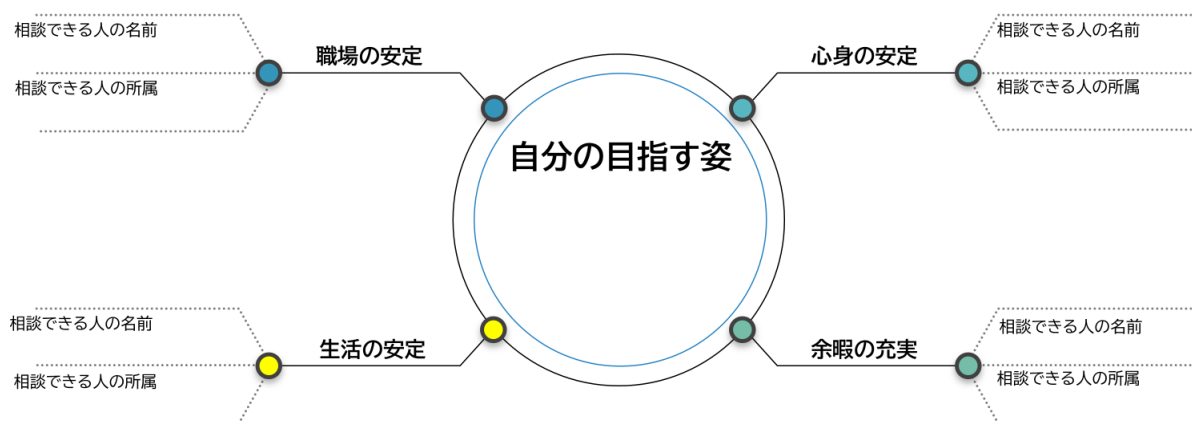 相談できる人の名前
職場の安定
相談できる人の所属
心身の安定
相談できる人の名前
相談できる人の所属
自分の目指す姿
相談できる人の名前
生活の安定
相談できる人の所属
余暇の充実
相談できる人の名前
相談できる人の所属